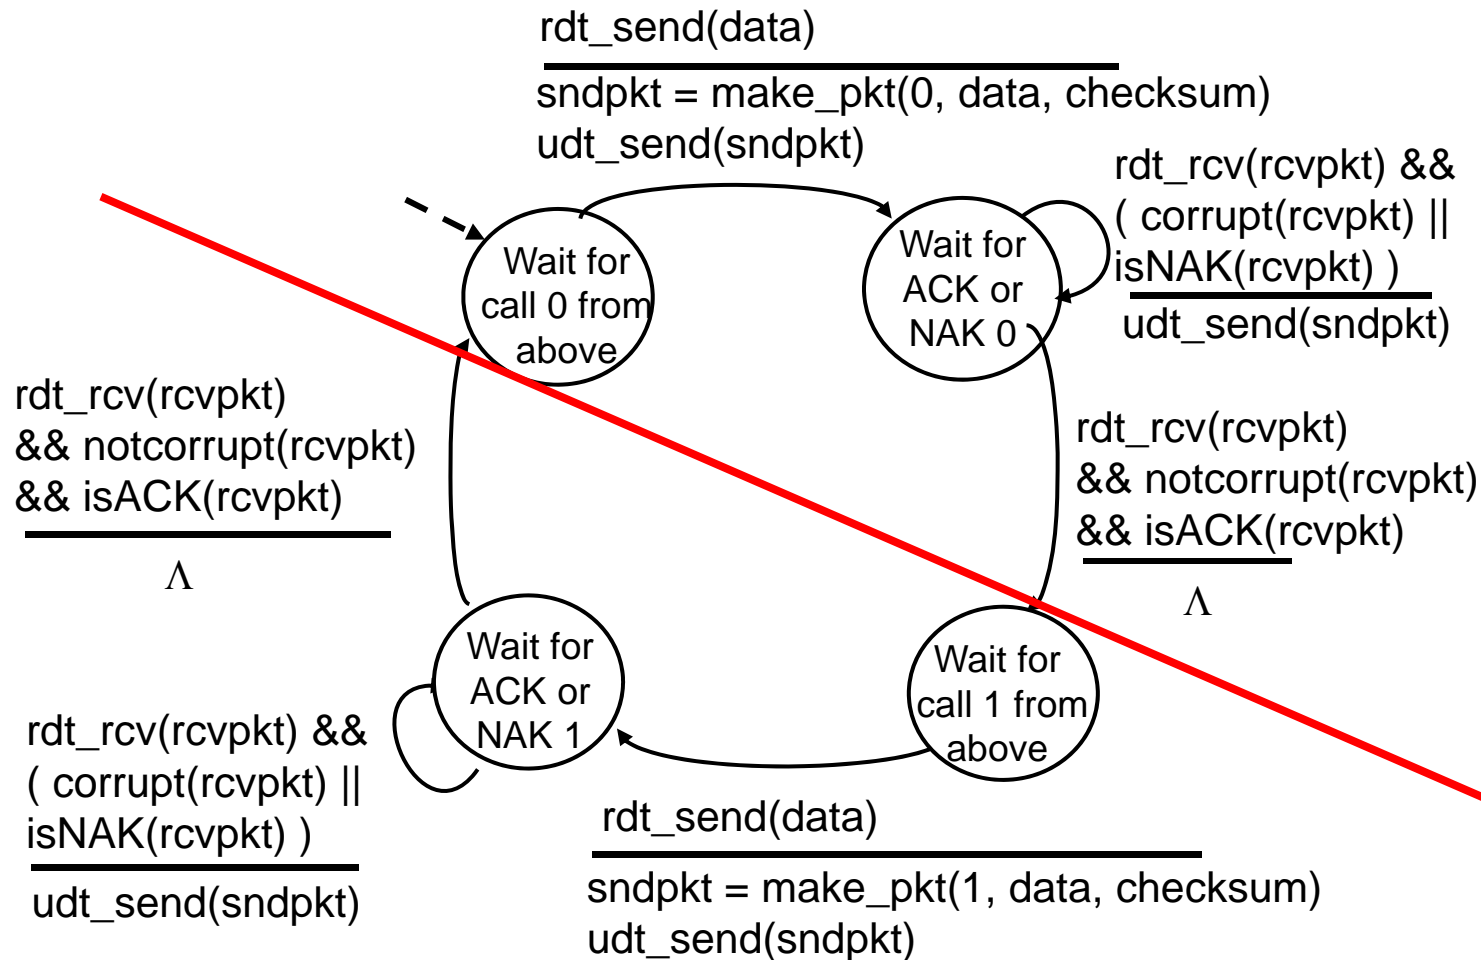 rdt_send(data)
sndpkt = make_pkt(0, data, checksum)
udt_send(sndpkt)
Wait for
call 0 from
above
Wait for
ACK or
NAK 0
rdt_rcv(rcvpkt) &&
( corrupt(rcvpkt) ||
isNAK(rcvpkt) )
udt_send(sndpkt)
rdt_rcv(rcvpkt)
&& notcorrupt(rcvpkt)
&& isACK(rcvpkt)
Λ
rdt_rcv(rcvpkt)
&& notcorrupt(rcvpkt)
&& isACK(rcvpkt)
Λ
Wait for
ACK or
NAK 1
Wait for
call 1 from
above
rdt_rcv(rcvpkt) &&
( corrupt(rcvpkt) ||
isNAK(rcvpkt) )
udt_send(sndpkt)
rdt_send(data)
sndpkt = make_pkt(1, data, checksum)
udt_send(sndpkt)